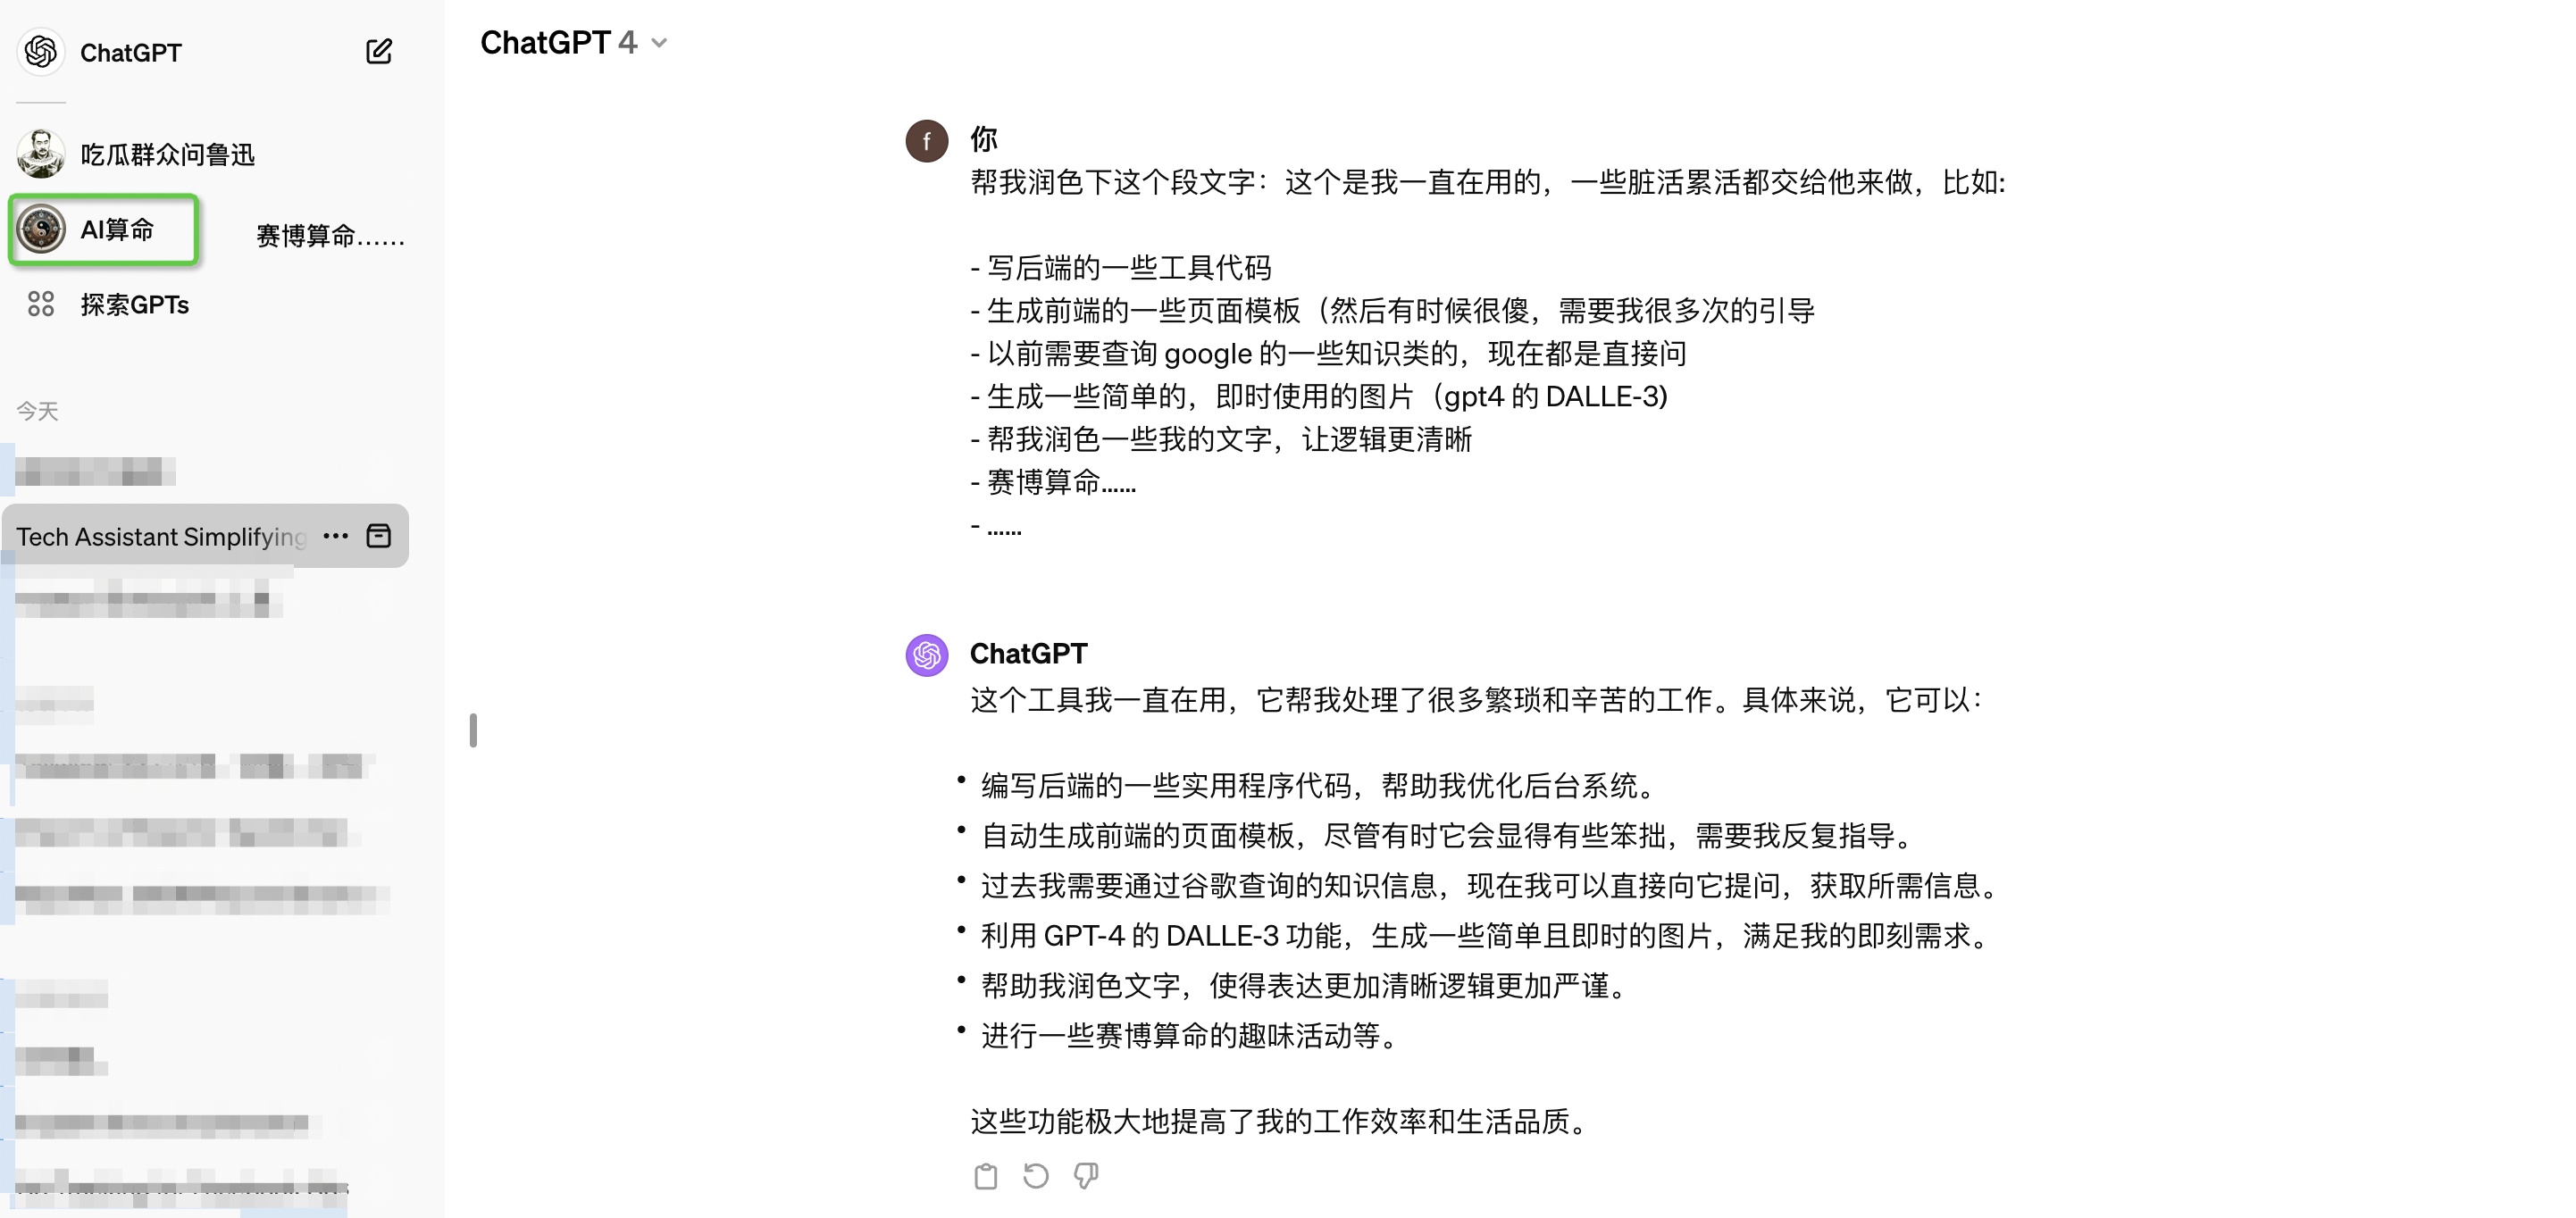 ChatGPT
吃瓜群众问鲁迅
AI算命
赛博算命……
探索GPTs
今天
Tech Assistant Simplifying
ChatGPT 4
f
你
帮我润色下这个段文字：这个是我一直在用的，一些脏活累活都交给他来做，比如:
- 写后端的一些工具代码
- 生成前端的一些页面模板（然后有时候很傻，需要我很多次的引导
- 以前需要查询 google 的一些知识类的，现在都是直接问
- 生成一些简单的，即时使用的图片（gpt4 的 DALLE-3)
- 帮我润色一些我的文字，让逻辑更清晰
- 赛博算命……
- ……
ChatGPT
这个工具我一直在用，它帮我处理了很多繁琐和辛苦的工作。具体来说，它可以：
• 编写后端的一些实用程序代码，帮助我优化后台系统。
• 自动生成前端的页面模板，尽管有时它会显得有些笨拙，需要我反复指导。
• 过去我需要通过谷歌查询的知识信息，现在我可以直接向它提问，获取所需信息。
• 利用 GPT-4 的 DALLE-3 功能，生成一些简单且即时的图片，满足我的即刻需求。
• 帮助我润色文字，使得表达更加清晰逻辑更加严谨。
• 进行一些赛博算命的趣味活动等。
这些功能极大地提高了我的工作效率和生活品质。